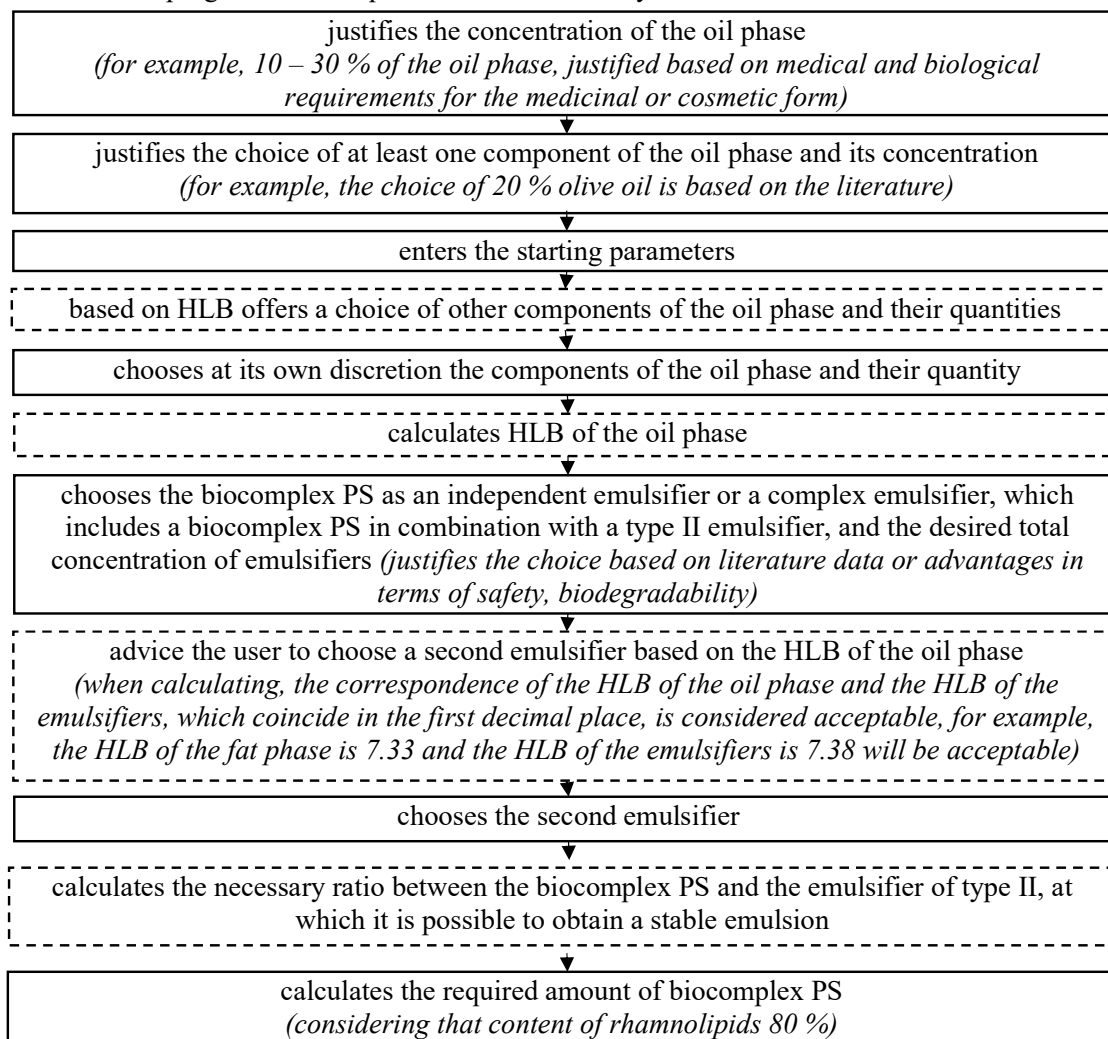 justifies the concentration of the oil phase
(for example, 10 – 30 % of the oil phase, justified based on medical and biological
requirements for the medicinal or cosmetic form)
justifies the choice of at least one component of the oil phase and its concentration
(for example, the choice of 20 % olive oil is based on the literature)
enters the starting parameters
based on HLB offers a choice of other components of the oil phase and their quantities
chooses at its own discretion the components of the oil phase and their quantity
calculates HLB of the oil phase
chooses the biocomplex PS as an independent emulsifier or a complex emulsifier, which
includes a biocomplex PS in combination with a type II emulsifier, and the desired total
concentration of emulsifiers (justifies the choice based on literature data or advantages in
terms of safety, biodegradability)
advice the user to choose a second emulsifier based on the HLB of the oil phase
(when calculating, the correspondence of the HLB of the oil phase and the HLB of the
emulsifiers, which coincide in the first decimal place, is considered acceptable, for example,
the HLB of the fat phase is 7.33 and the HLB of the emulsifiers is 7.38 will be acceptable)
chooses the second emulsifier
calculates the necessary ratio between the biocomplex PS and the emulsifier of type II, at
which it is possible to obtain a stable emulsion
calculates the required amount of biocomplex PS
(considering that content of rhamnolipids 80 %)